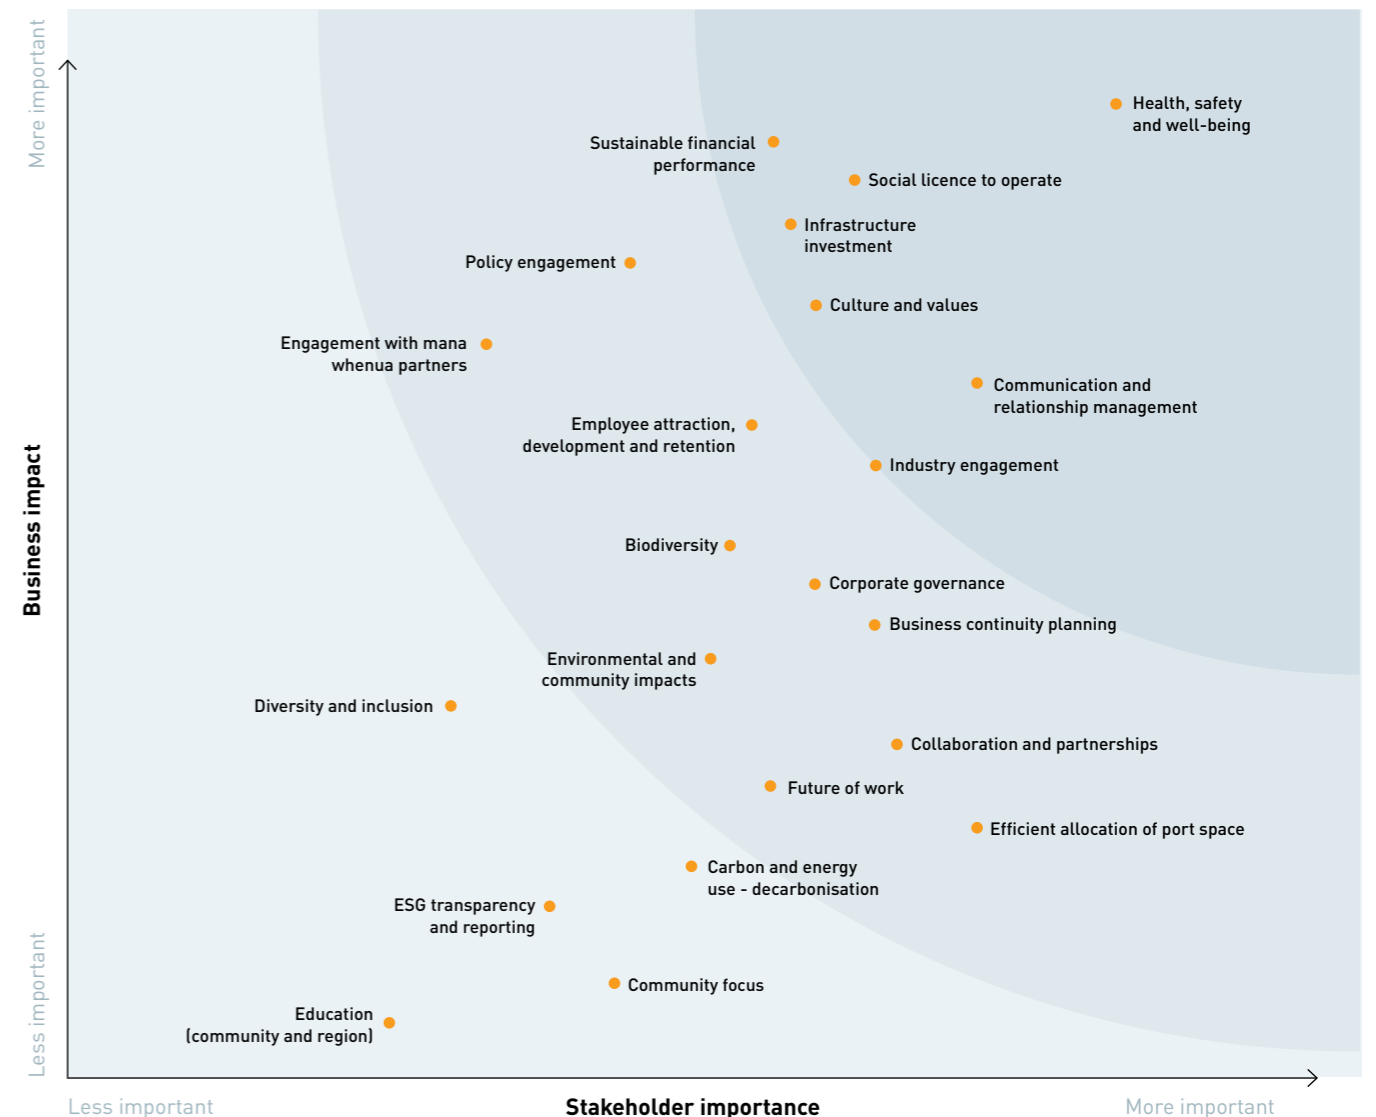 More important
Health, safety
and well-being
Sustainable financial
performance
Social licence to operate
Infrastructure
investment
Policy engagement
Culture and values
Engagement with mana
whenua partners
Communication and
relationship management
Employee attraction,
development and retention
Industry engagement
Business impact
Biodiversity
Corporate governance
Business continuity planning
Environmental and
community impacts
Diversity and inclusion
Collaboration and partnerships
Future of work
Efficient allocation of port space
Carbon and energy
use - decarbonisation
ESG transparency
and reporting
Community focus
Education
(community and region)
Less important
Less important
Stakeholder importance
More important